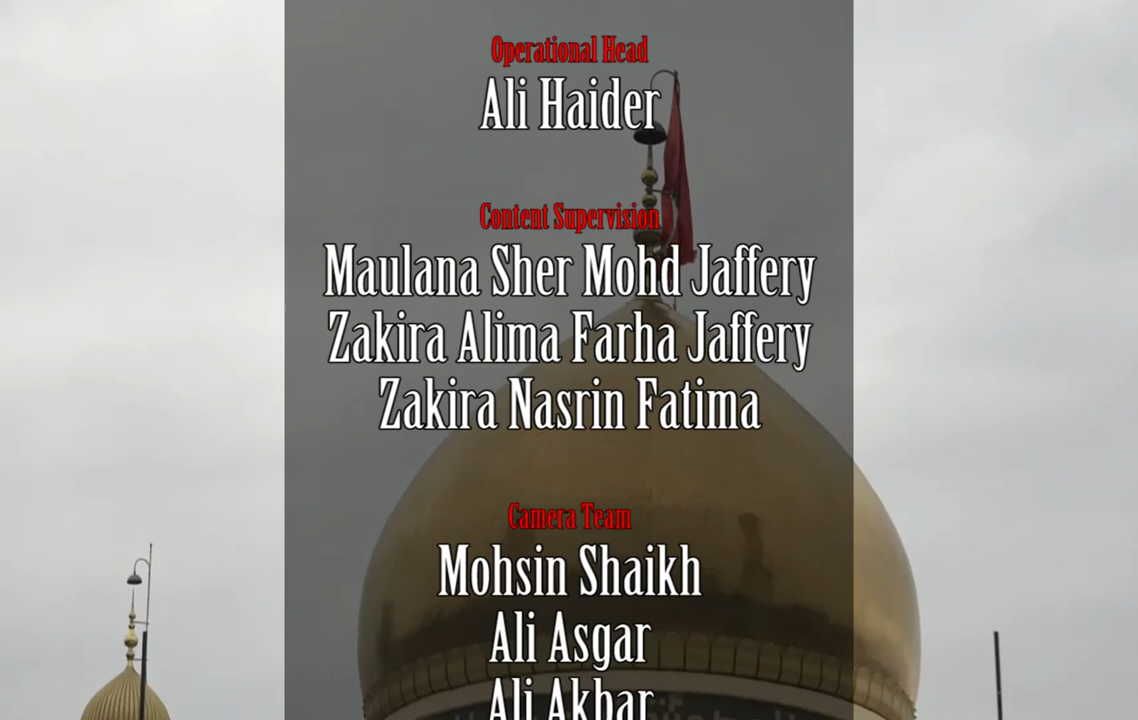 Operational Head
Ali Haider
Content Supervision
Maulana Sher Mohd Jaffery
Zakira Alima Farha Jaffery
Zakira Nasrin Fatima
Camera Team
Mohsin Shaikh
Ali Asgar
Ali Akbar